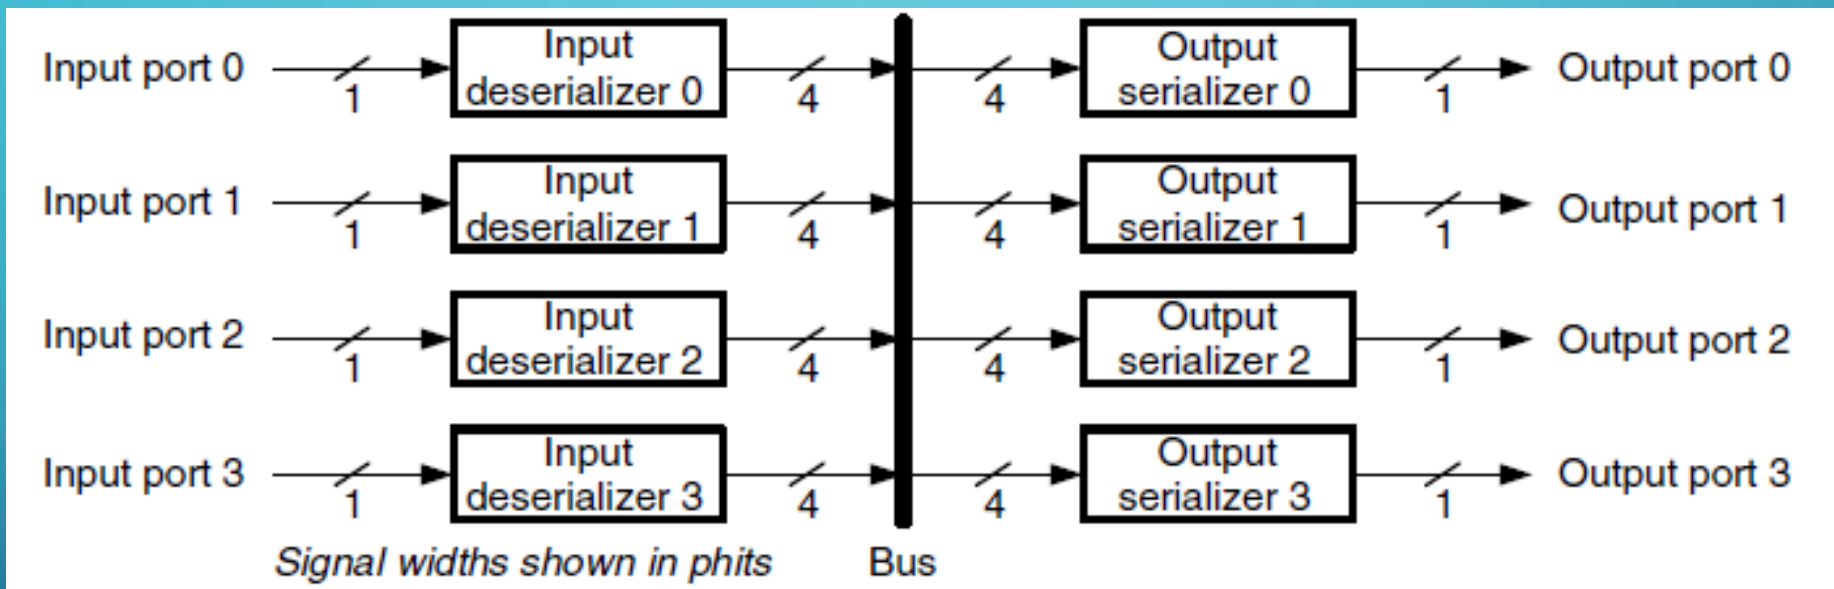 Input port 0
1
Input
deserializer 0
4
4
Output
serializer 0
1
Output port 0
Input port 1
1
Input
deserializer 1
4
4
Output
serializer 1
1
Output port 1
Input port 2
1
Input
deserializer 2
4
4
Output
serializer 2
1
Output port 2
Input port 3
1
Input
deserializer 3
4
4
Output
serializer 3
1
Output port 3
Signal widths shown in phits
Bus